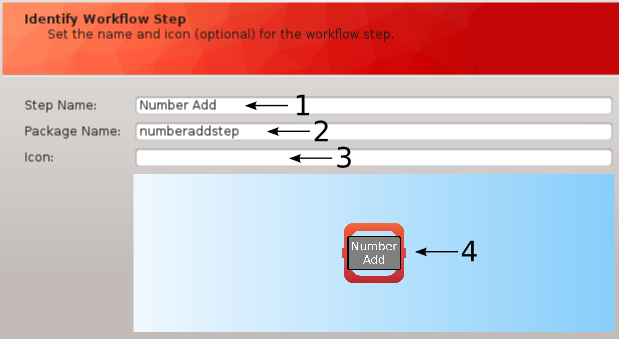 Identify Workflow Step
Set the name and icon (optional) for the workflow step.
Step Name: Number Add 1
Package Name: numberaddstep 2
Icon: 3
Number
Add
4